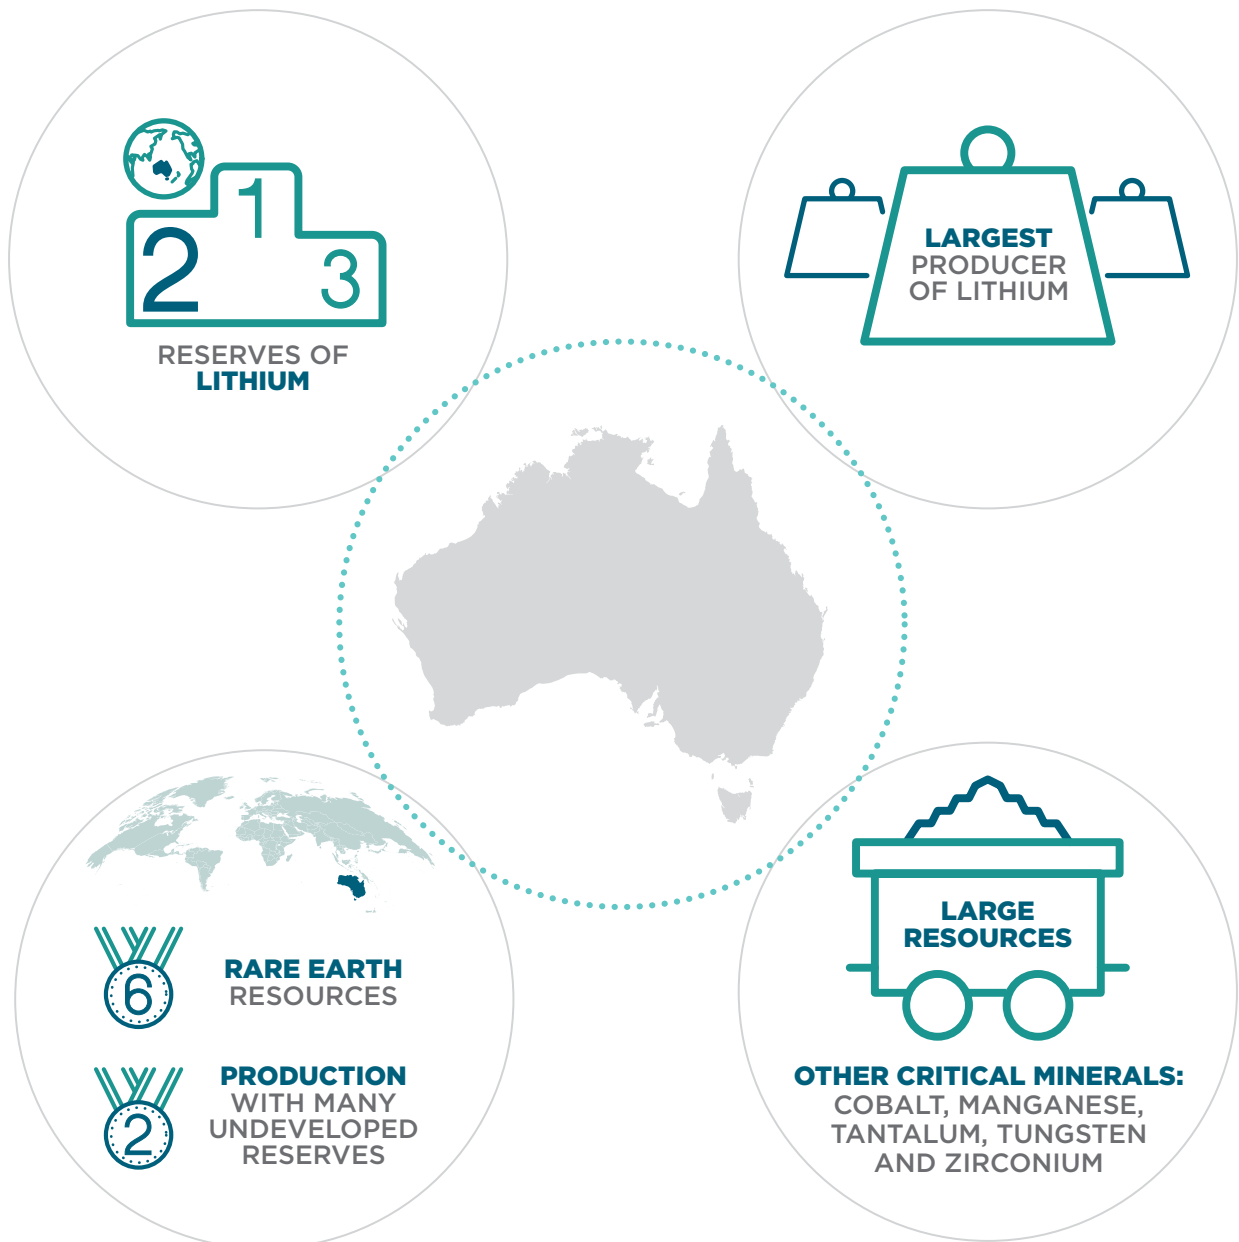 1
2
3
RESERVES OF
LITHIUM
LARGEST
PRODUCER
OF LITHIUM
6
RARE EARTH
RESOURCES
2
PRODUCTION
WITH MANY
UNDEVELOPED
RESERVES
LARGE
RESOURCES
OTHER CRITICAL MINERALS:
COBALT, MANGANESE,
TANTALUM, TUNGSTEN
AND ZIRCONIUM